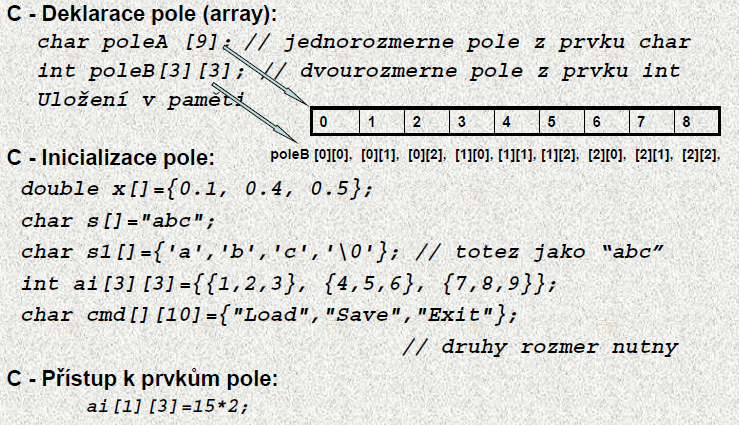 C - Deklarace pole (array):
char poleA [9]; // jednorozmerne pole z prvku char
int poleB[3][3]; // dvourozmerne pole z prvku int
Uložení v paměti
0 1 2 3 4 5 6 7 8
poleB [0][0], [0][1], [0][2], [1][0], [1][1], [1][2], [2][0], [2][1], [2][2],
C - Inicializace pole:
double x[]={0.1, 0.4, 0.5};
char s[]="abc";
char s1[]={'a','b','c','\0'}; // totez jako “abc”
int ai[3][3]={{1,2,3}, {4,5,6}, {7,8,9}};
char cmd[][10]={"Load","Save","Exit"};
// druhy rozmer nutny
C - Přístup k prvkům pole:
ai[1][3]=15*2;